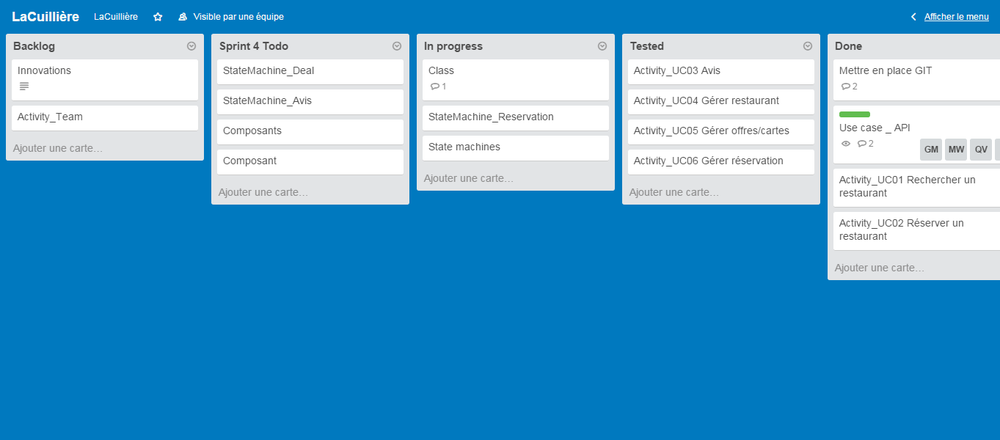 LaCuillière LaCuillière Visible par une équipe Afficher le menu
Backlog
Innovations
Activity_Team
Ajouter une carte…
Sprint 4 Todo
StateMachine_Deal
StateMachine_Avis
Composants
Composant
Ajouter une carte…
In progress
Class
1
StateMachine_Reservation
State machines
Ajouter une carte…
Tested
Activity_UC03 Avis
Activity_UC04 Gérer restaurant
Activity_UC05 Gérer offres/cartes
Activity_UC06 Gérer réservation
Ajouter une carte…
Done
Mettre en place GIT
2
Use case _ API
2 GM MW QV
Activity_UC01 Rechercher un
restaurant
Activity_UC02 Réserver un
restaurant
Ajouter une carte…